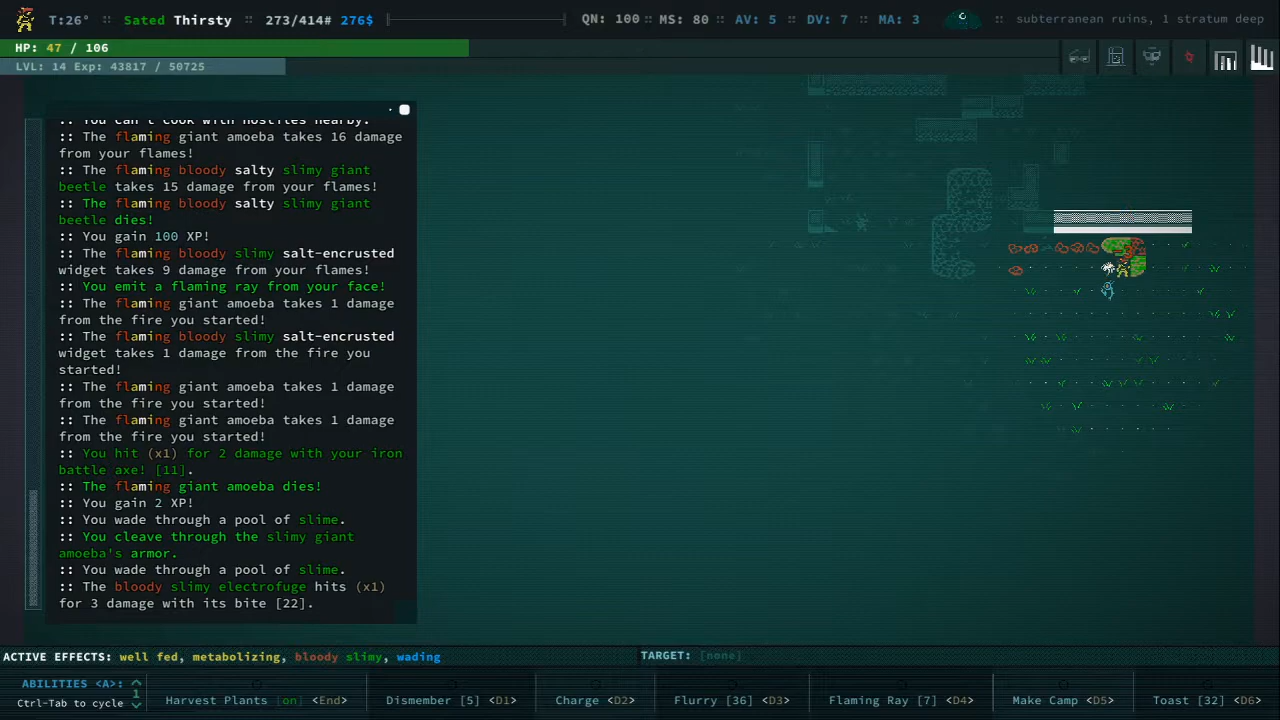 T:26° :: Sated Thirsty :: 273/414# 276$ QN: 100 :: MS: 80 :: AV: 5 :: DV: 7 :: MA: 3 :: subterranean ruins, 1 stratum deep
HP: 47 / 106
LVL: 14 Exp: 43817 / 50725
:: You can't cook with hostiles nearby.
:: The flaming giant amoeba takes 16 damage
from your flames!
:: The flaming bloody salty slimy giant
beetle takes 15 damage from your flames!
:: The flaming bloody salty slimy giant
beetle dies!
:: You gain 100 XP!
:: The flaming bloody slimy salt-encrusted
widget takes 9 damage from your flames!
:: You emit a flaming ray from your face!
:: The flaming giant amoeba takes 1 damage
from the fire you started!
:: The flaming bloody slimy salt-encrusted
widget takes 1 damage from the fire you
started!
:: The flaming giant amoeba takes 1 damage
from the fire you started!
:: The flaming giant amoeba takes 1 damage
from the fire you started!
:: You hit (x1) for 2 damage with your iron
battle axe! [11].
:: The flaming giant amoeba dies!
:: You gain 2 XP!
:: You wade through a pool of slime.
:: You cleave through the slimy giant
amoeba's armor.
:: You wade through a pool of slime.
:: The bloody slimy electrofuge hits (x1)
for 3 damage with its bite [22].
ACTIVE EFFECTS: well fed, metabolizing, bloody slimy, wading
TARGET: [none]
ABILITIES <A>: 1
Ctrl-Tab to cycle
Harvest Plants [on] <End> Dismember [5] <D1> Charge <D2> Flurry [36] <D3> Flaming Ray [7] <D4> Make Camp <D5> Toast [32] <D6>